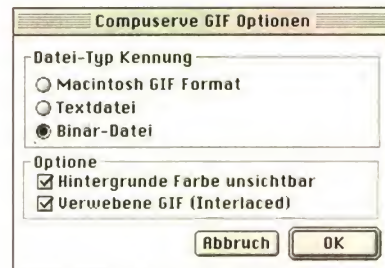 Compuserve GIF Optionen
Datei-Typ Kennung
Macintosh GIF Format
Textdatei
Binar-Datei
Optione
Hintergrunde Farbe unsichtbar
Verwebene GIF (Interlaced)
Abbruch OK